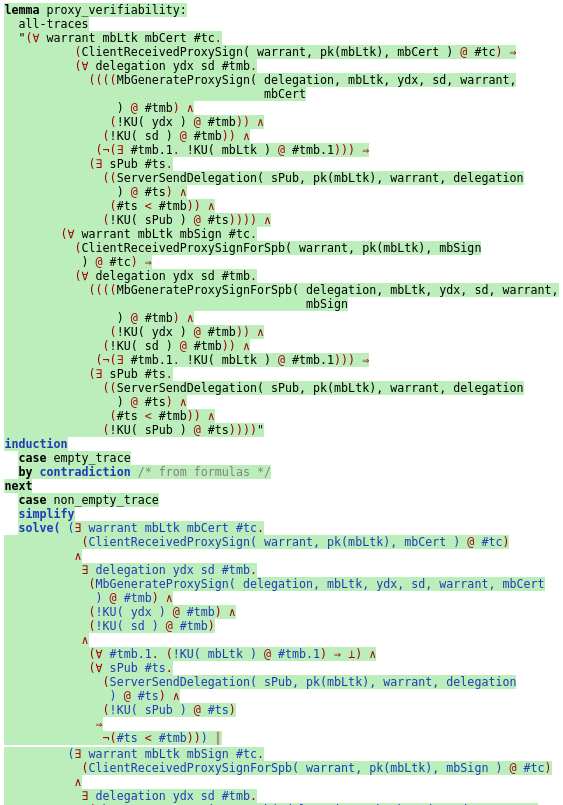 lemma proxy_verifiability:
  all-traces
  "(∀ warrant mbLtk mbCert #tc.
          (ClientReceivedProxySign( warrant, pk(mbLtk), mbCert ) @ #tc) ⇒
          (∀ delegation ydx sd #tmb.
            ((((MbGenerateProxySign( delegation, mbLtk, ydx, sd, warrant,
                                     mbCert
                ) @ #tmb) ∧
               (!KU( ydx ) @ #tmb)) ∧
              (!KU( sd ) @ #tmb)) ∧
             (¬(∃ #tmb.1. !KU( mbLtk ) @ #tmb.1))) ⇒
            (∃ sPub #ts.
              ((ServerSendDelegation( sPub, pk(mbLtk), warrant, delegation
                ) @ #ts) ∧
               (#ts < #tmb)) ∧
              (!KU( sPub ) @ #ts)))) ∧
        (∀ warrant mbLtk mbSign #tc.
          (ClientReceivedProxySignForSpb( warrant, pk(mbLtk), mbSign
           ) @ #tc) ⇒
          (∀ delegation ydx sd #tmb.
            ((((MbGenerateProxySignForSpb( delegation, mbLtk, ydx, sd, warrant,
                                           mbSign
                ) @ #tmb) ∧
               (!KU( ydx ) @ #tmb)) ∧
              (!KU( sd ) @ #tmb)) ∧
             (¬(∃ #tmb.1. !KU( mbLtk ) @ #tmb.1))) ⇒
            (∃ sPub #ts.
              ((ServerSendDelegation( sPub, pk(mbLtk), warrant, delegation
                ) @ #ts) ∧
               (#ts < #tmb)) ∧
              (!KU( sPub ) @ #ts))))"
induction
  case empty_trace
  by contradiction /* from formulas */
next
  case non_empty_trace
  simplify
  solve( (∃ warrant mbLtk mbCert #tc.
           (ClientReceivedProxySign( warrant, pk(mbLtk), mbCert ) @ #tc)
          ∧
           ∃ delegation ydx sd #tmb.
            (MbGenerateProxySign( delegation, mbLtk, ydx, sd, warrant, mbCert
             ) @ #tmb) ∧
            (!KU( ydx ) @ #tmb) ∧
            (!KU( sd ) @ #tmb)
           ∧
            (∀ #tmb.1. (!KU( mbLtk ) @ #tmb.1) ⇒ ⊥) ∧
            (∀ sPub #ts.
              (ServerSendDelegation( sPub, pk(mbLtk), warrant, delegation
               ) @ #ts) ∧
              (!KU( sPub ) @ #ts)
             ⇒
              ¬(#ts < #tmb))) |
         (∃ warrant mbLtk mbSign #tc.
           (ClientReceivedProxySignForSpb( warrant, pk(mbLtk), mbSign ) @ #tc)
          ∧
           ∃ delegation ydx sd #tmb.